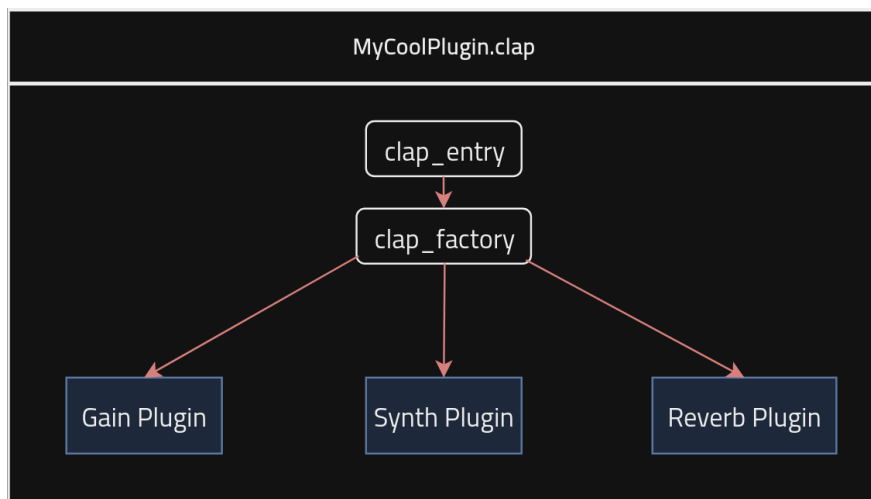 MyCoolPlugin.clap
clap_entry
clap_factory
Gain Plugin
Synth Plugin
Reverb Plugin